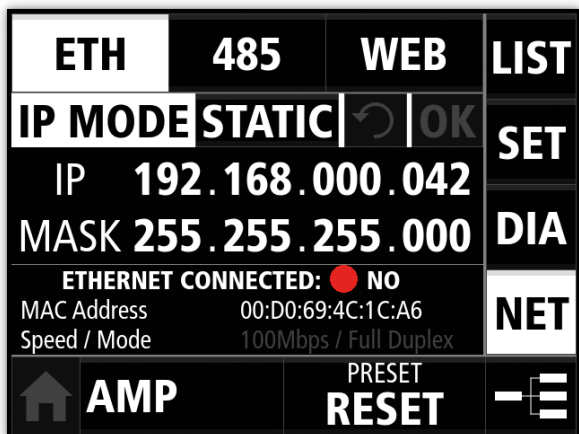 ETH 485 WEB LIST
IP MODE STATIC OK
SET
IP 192.168.000.042
MASK 255.255.255.000
DIA
ETHERNET CONNECTED: NO
MAC Address 00:D0:69:4C:1C:A6
Speed / Mode 100Mbps / Full Duplex
NET
AMP
PRESET
RESET